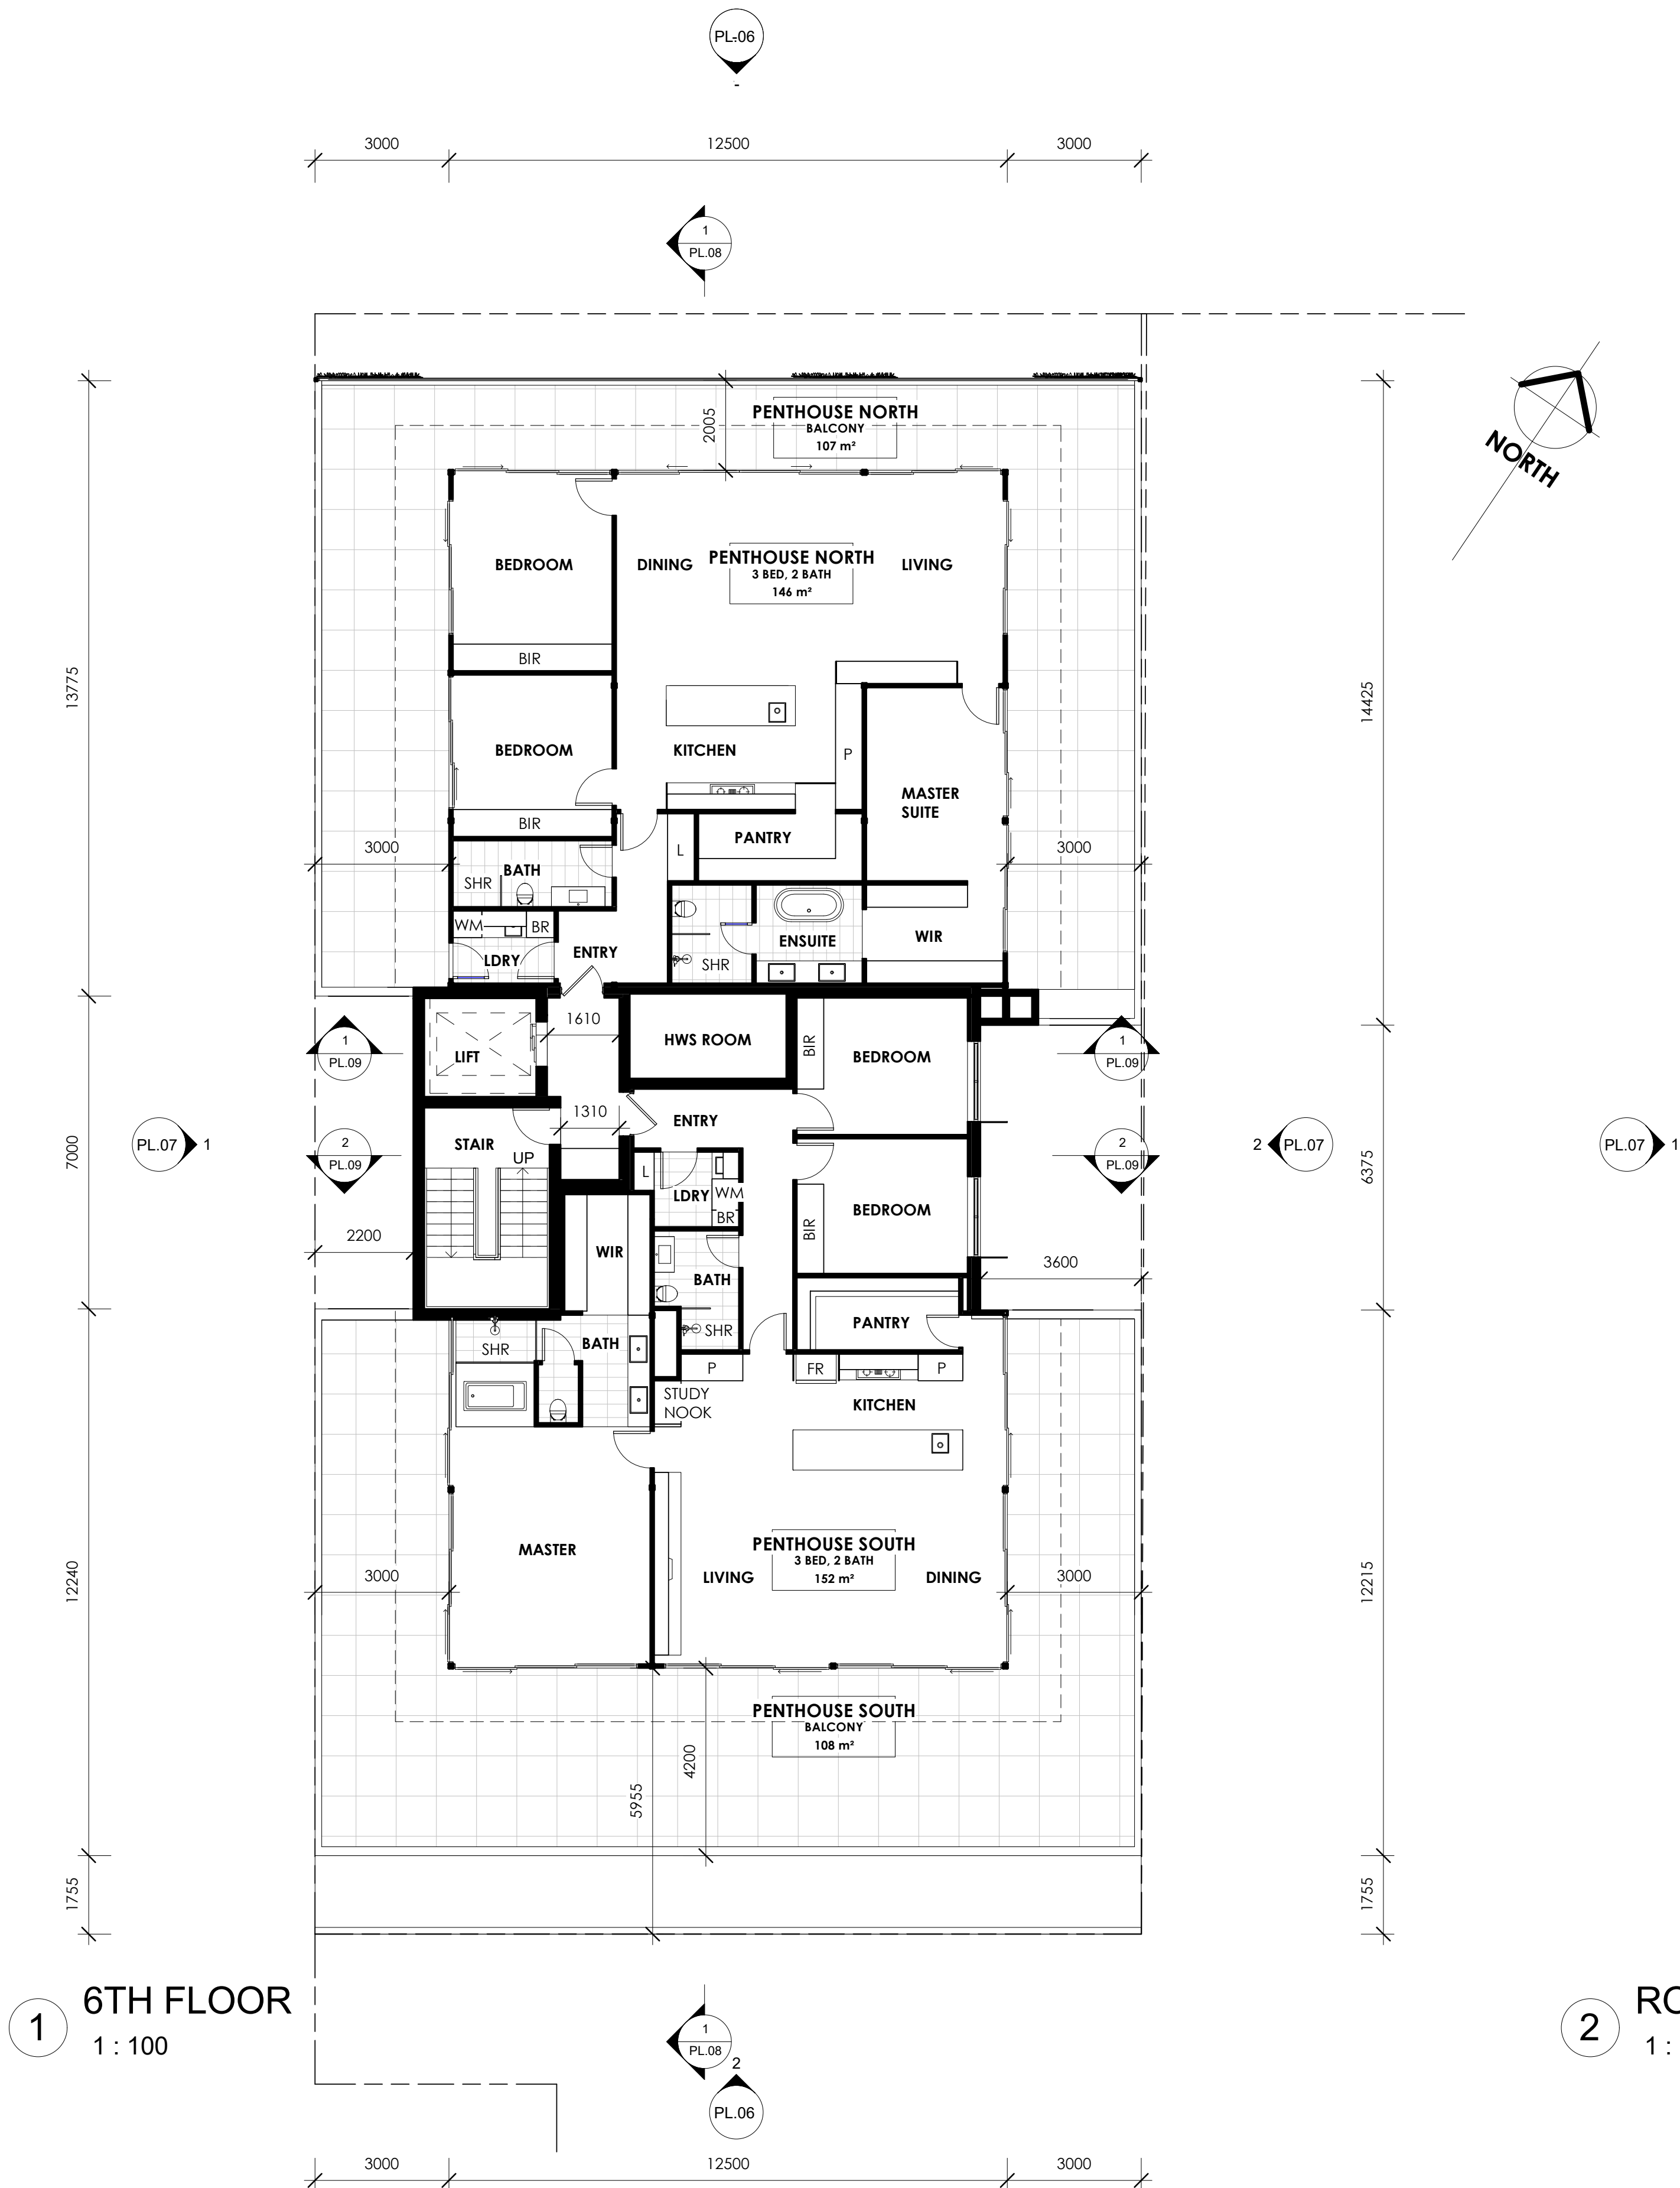 PL-06
-
3000
12500
3000
1
PL.08
PENTHOUSE NORTH
BALCONY
107 m²
2005
NORTH
BEDROOM
DINING
PENTHOUSE NORTH
3 BED, 2 BATH
146 m²
LIVING
BIR
13775
14425
BEDROOM
KITCHEN
P
MASTER
SUITE
BIR
PANTRY
L
3000
3000
BATH
SHR
WM
BR
LDRY
ENTRY
SHR
ENSUITE
WIR
1610
HWS ROOM
BIR
BEDROOM
LIFT
1
PL.09
1
PL.09
1310
ENTRY
STAIR
UP
PL.07
1
2
PL.09
2
PL.09
2
PL.07
PL.07
1
7000
6375
L
LDRY
WM
BR
BIR
BEDROOM
2200
WIR
3600
BATH
SHR
PANTRY
SHR
BATH
P
FR
P
STUDY
NOOK
KITCHEN
MASTER
PENTHOUSE SOUTH
3 BED, 2 BATH
152 m²
LIVING
DINING
3000
3000
12240
12215
PENTHOUSE SOUTH
BALCONY
108 m²
4200
5955
1755
1755
1
6TH FLOOR
1 : 100
2
RO
1 :
1
PL.08
2
PL.06
3000
12500
3000